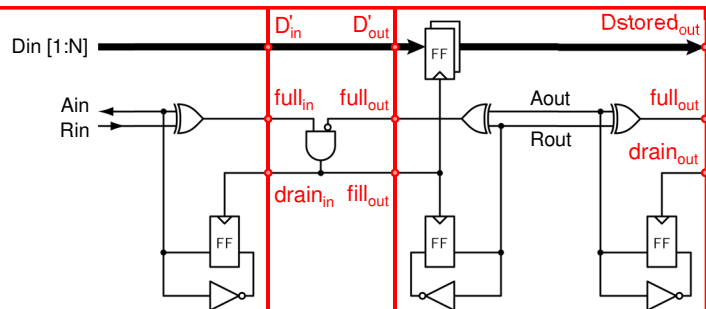 D'in D'out Dstoredout
Din [1:N] FF
Ain fullin fullout Aout fullout
Rin Rout
drainout
drainin fillout
FF FF FF